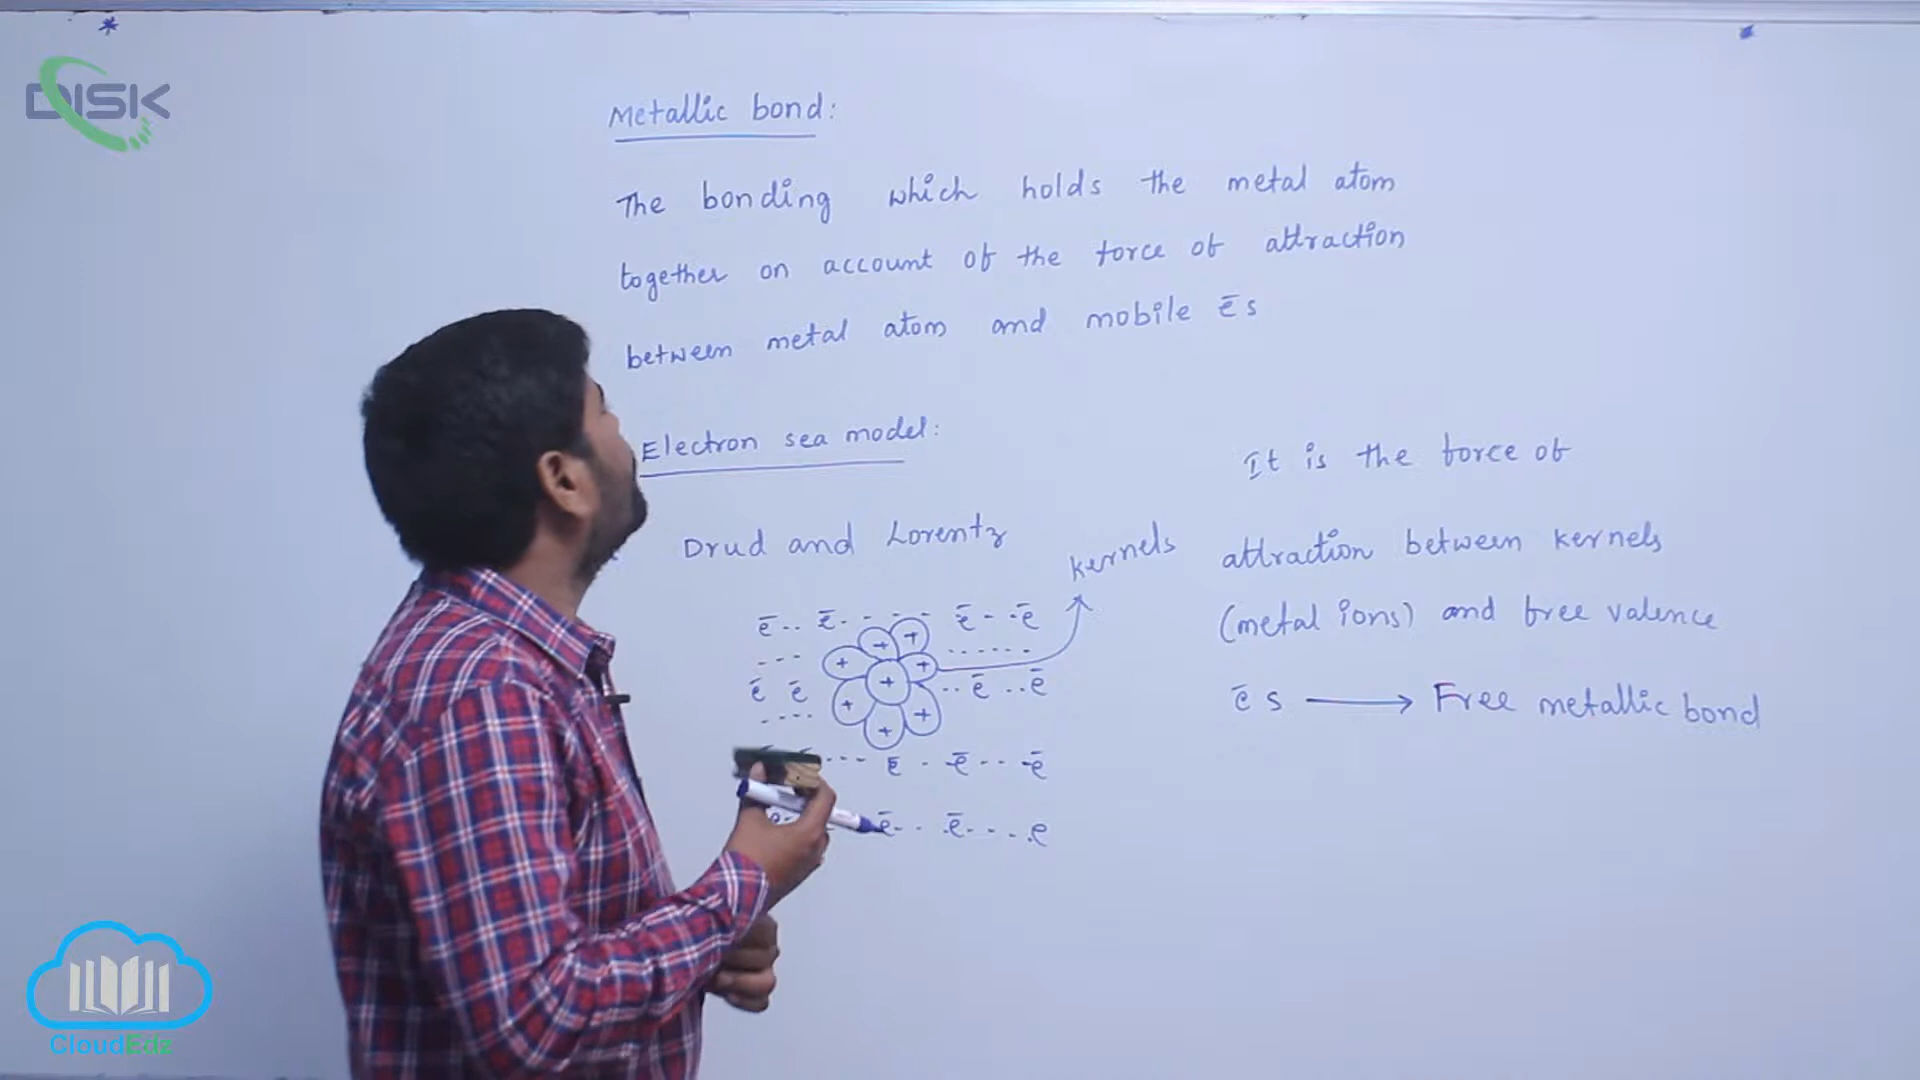 DISK
Metallic bond:
The bonding which holds the metal atom
together on account of the force of attraction
between metal atom and mobile ēs
Electron sea model:
Drud and Lorentz
kernels
ē .. ē. - - - ē - - ē
- - - ......
ē ē .. ē .. ē
....
--- ē . ē - - ē
e- ē - . ē - - - . e
+ + + + + + + +
It is the force of
attraction between kernels
(metal ions) and free valence
ē s ⟶ Free metallic bond
CloudEdz